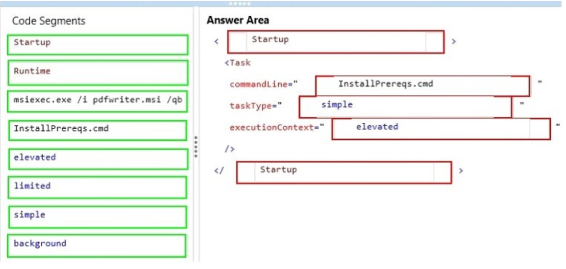 Code Segments
Startup
Runtime
msiexec.exe /i pdfwriter.msi /qb
InstallPrereqs.cmd
elevated
limited
simple
background
Answer Area
< Startup >
<Task
commandLine=" InstallPrereqs.cmd "
taskType=" simple "
executionContext=" elevated "
/>
</ Startup >